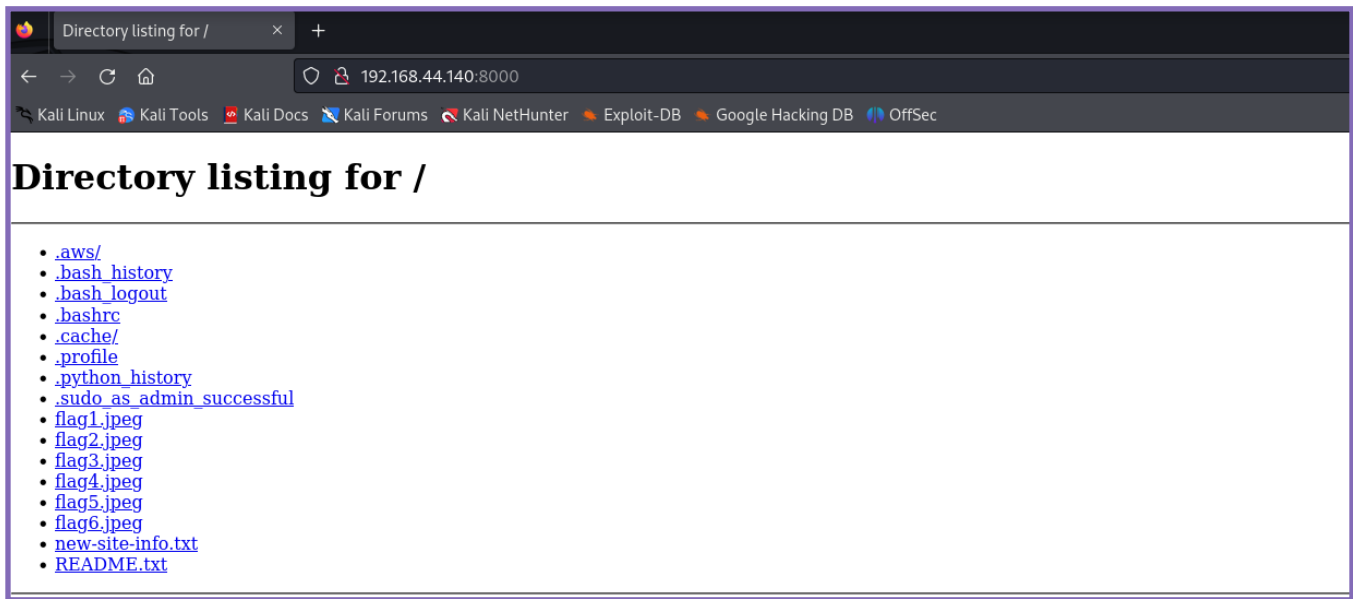 Directory listing for /
192.168.44.140:8000
Kali Linux Kali Tools Kali Docs Kali Forums Kali NetHunter Exploit-DB Google Hacking DB OffSec
Directory listing for /
.aws/
.bash_history
.bash_logout
.bashrc
.cache/
.profile
.python_history
.sudo_as_admin_successful
flag1.jpeg
flag2.jpeg
flag3.jpeg
flag4.jpeg
flag5.jpeg
flag6.jpeg
new-site-info.txt
README.txt